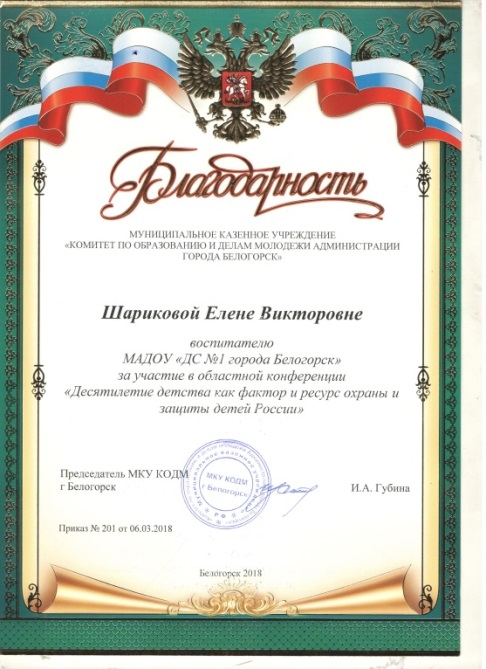 Благодарность
МУНИЦИПАЛЬНОЕ КАЗЕННОЕ УЧРЕЖДЕНИЕ
«КОМИТЕТ ПО ОБРАЗОВАНИЮ И ДЕЛАМ МОЛОДЕЖИ АДМИНИСТРАЦИИ
ГОРОДА БЕЛОГОРСК»
Шариковой Елене Викторовне
воспитателю
МАДОУ «ДС №1 города Белогорск»
за участие в областной конференции
«Десятилетие детства как фактор и ресурс охраны и
защиты детей России»
Председатель МКУ КОДМ
г Белогорск
И.А. Губина
МКУ КОДМ
г Белогорск
Приказ № 201 от 06.03.2018
Белогорск 2018